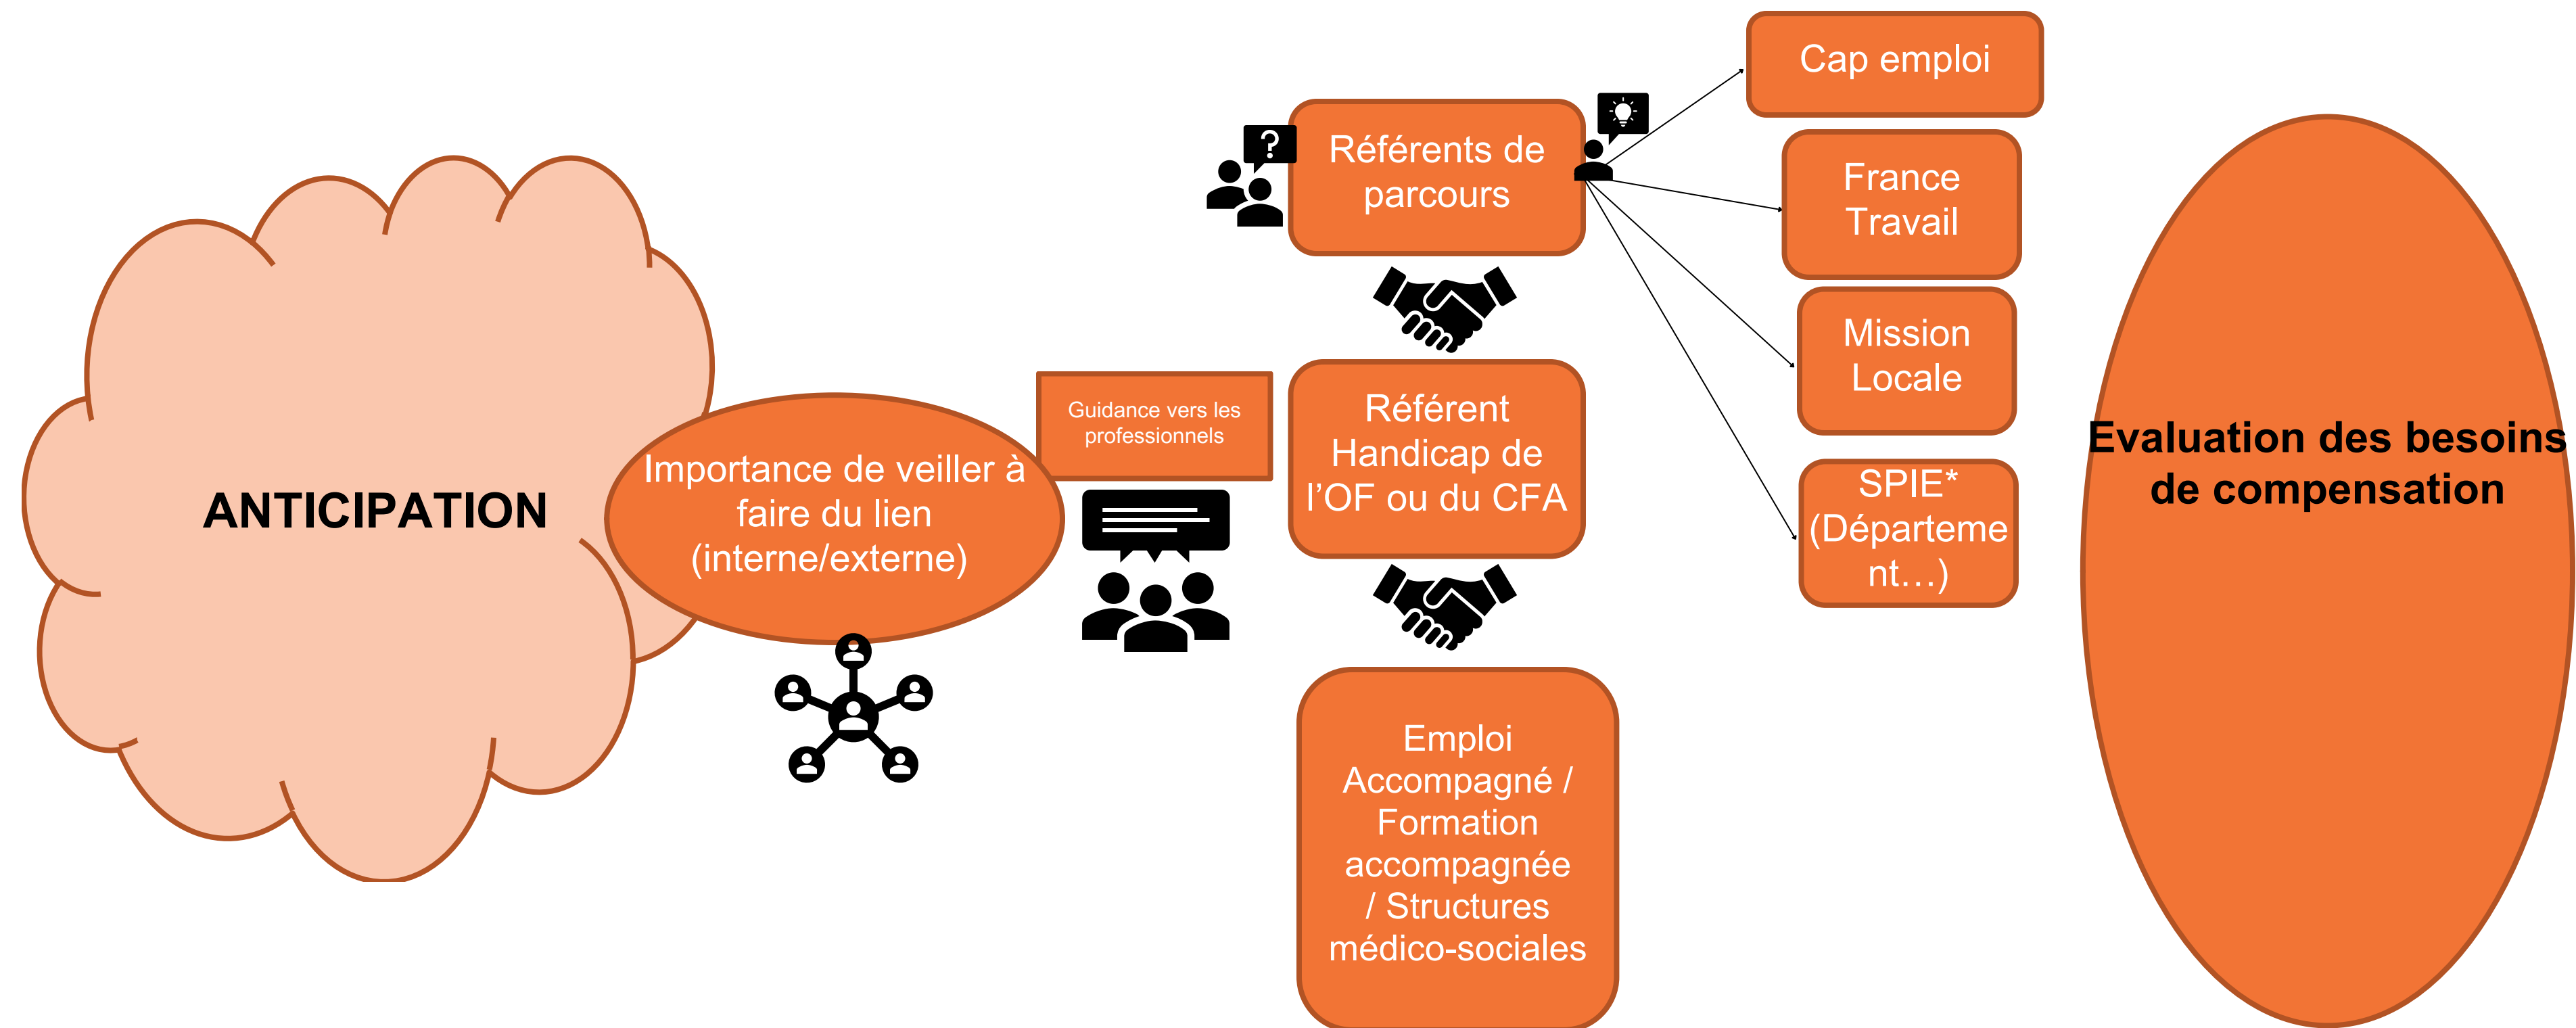 ANTICIPATION
Importance de veiller à
faire du lien
(interne/externe)
Guidance vers les
professionnels
?
Référents de
parcours
Référent
Handicap de
l’OF ou du CFA
Emploi
Accompagné /
Formation
accompagnée
/ Structures
médico-sociales
Cap emploi
France
Travail
Mission
Locale
SPIE*
(Départeme
nt…)
Evaluation des besoins
de compensation